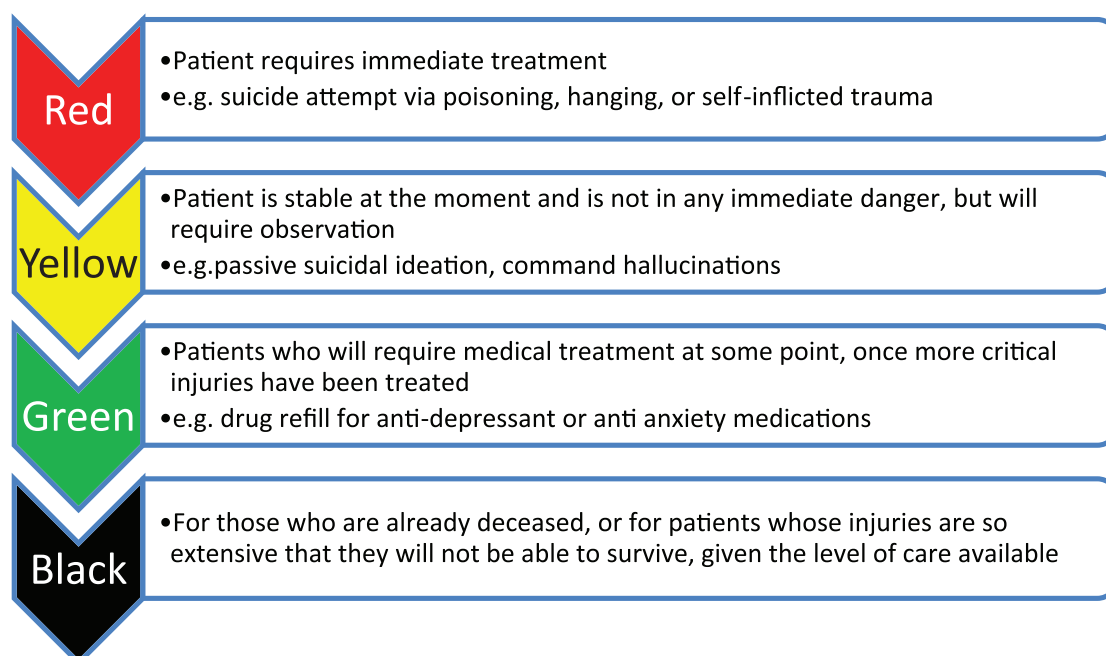 Red
•Patient requires immediate treatment
•e.g. suicide attempt via poisoning, hanging, or self-inflicted trauma
Yellow
•Patient is stable at the moment and is not in any immediate danger, but will
require observation
•e.g.passive suicidal ideation, command hallucinations
Green
•Patients who will require medical treatment at some point, once more critical
injuries have been treated
•e.g. drug refill for anti-depressant or anti anxiety medications
Black
•For those who are already deceased, or for patients whose injuries are so
extensive that they will not be able to survive, given the level of care available